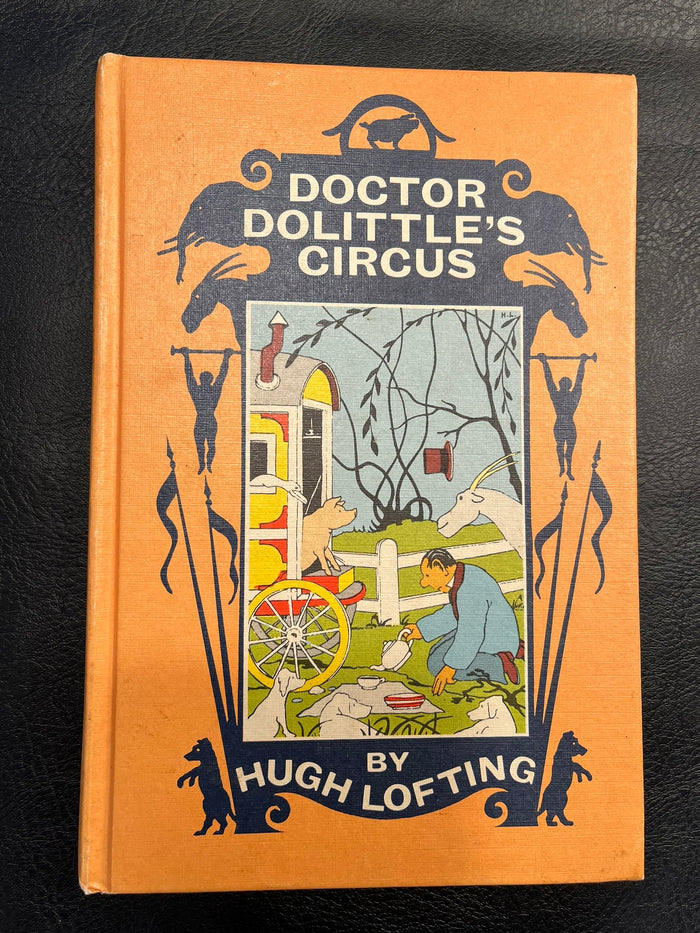 DOCTOR
DOLITTLE'S
CIRCUS
H.L.
BY
HUGH LOFTING